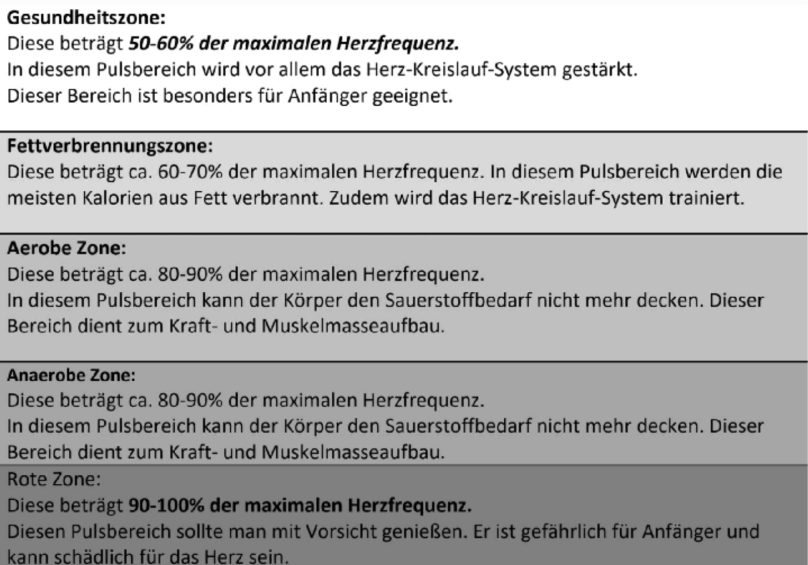 Gesundheitszone:
Diese beträgt 50-60% der maximalen Herzfrequenz.
In diesem Pulsbereich wird vor allem das Herz-Kreislauf-System gestärkt.
Dieser Bereich ist besonders für Anfänger geeignet.
Fettverbrennungszone:
Diese beträgt ca. 60-70% der maximalen Herzfrequenz. In diesem Pulsbereich werden die
meisten Kalorien aus Fett verbrannt. Zudem wird das Herz-Kreislauf-System trainiert.
Aerobe Zone:
Diese beträgt ca. 80-90% der maximalen Herzfrequenz.
In diesem Pulsbereich kann der Körper den Sauerstoffbedarf nicht mehr decken. Dieser
Bereich dient zum Kraft- und Muskelmasseaufbau.
Anaerobe Zone:
Diese beträgt ca. 80-90% der maximalen Herzfrequenz.
In diesem Pulsbereich kann der Körper den Sauerstoffbedarf nicht mehr decken. Dieser
Bereich dient zum Kraft- und Muskelmasseaufbau.
Rote Zone:
Diese beträgt 90-100% der maximalen Herzfrequenz.
Diesen Pulsbereich sollte man mit Vorsicht genießen. Er ist gefährlich für Anfänger und
kann schädlich für das Herz sein.